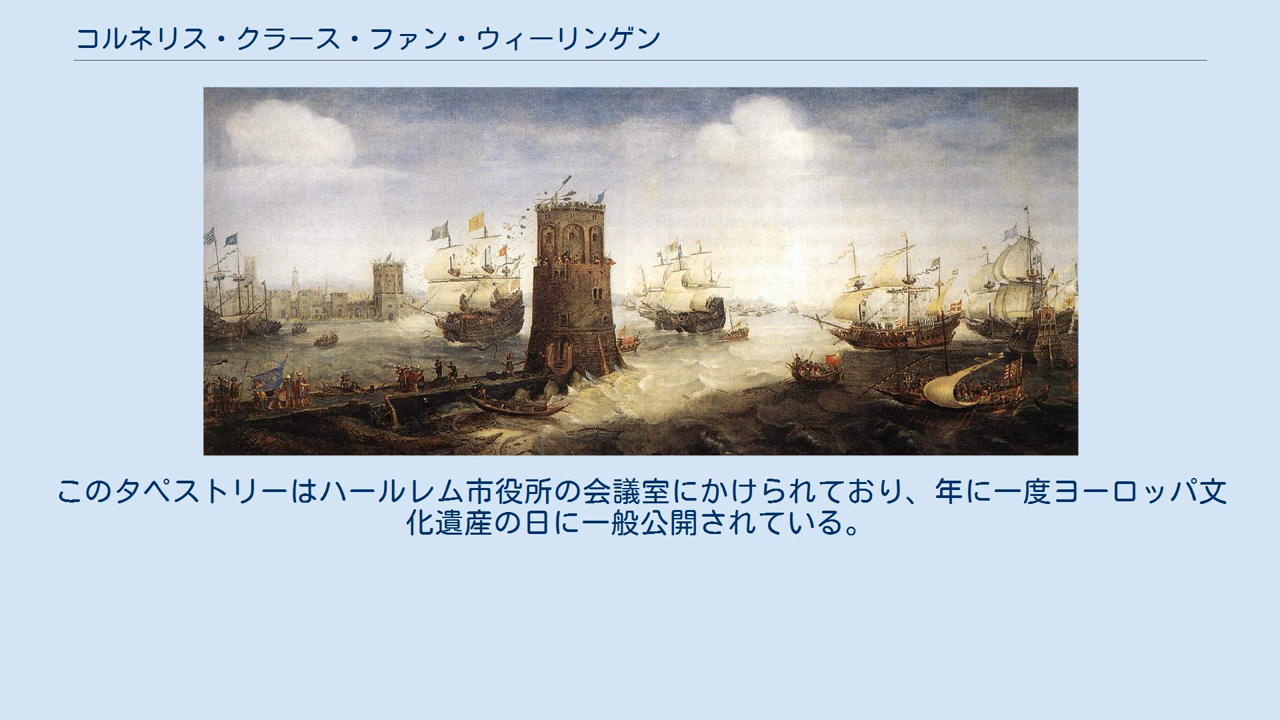 コルネリス・クラース・ファン・ウィーリンゲン
このタペストリーはハールレム市役所の会議室にかけられており、年に一度ヨーロッパ文
化遺産の日に一般公開されている。